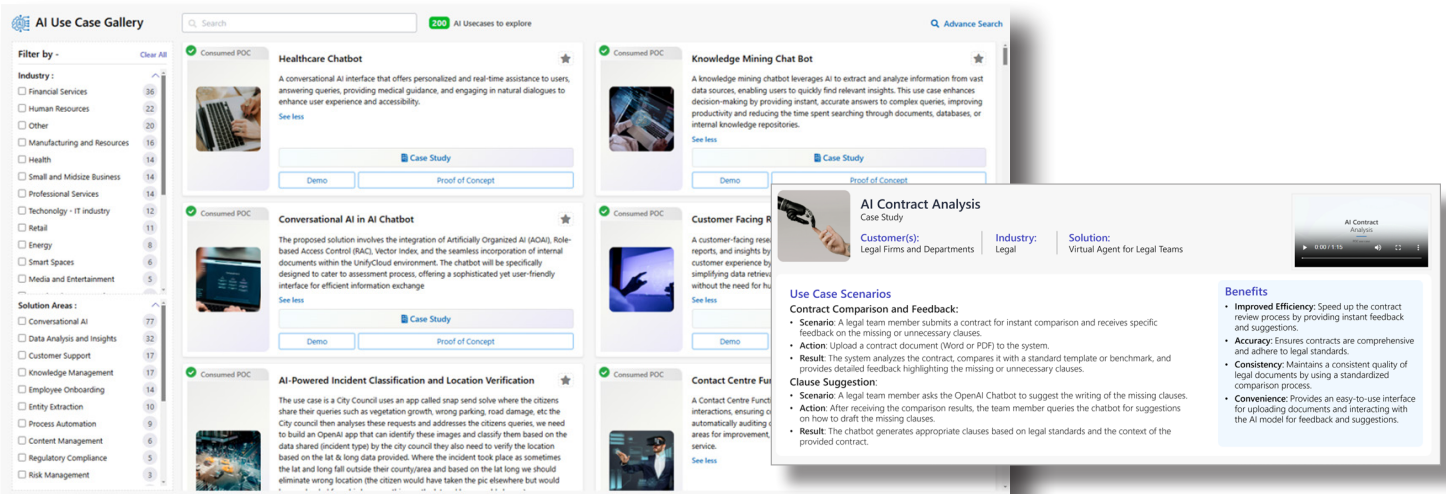 AI Use Case Gallery
Search
200 AI Usecases to explore
Advance Search
Filter by -
Clear All
Industry :
Financial Services 36
Human Resources 22
Other 20
Manufacturing and Resources 16
Health 14
Small and Midsize Business 14
Professional Services 14
Techonolgy - IT industry 12
Retail 11
Energy 8
Smart Spaces 6
Media and Entertainment 5
Solution Areas :
Conversational AI 77
Data Analysis and Insights 32
Customer Support 17
Knowledge Management 17
Employee Onboarding 14
Entity Extraction 10
Process Automation 9
Content Management 6
Regulatory Compliance 5
Risk Management 3
Consumed POC
Healthcare Chatbot
A conversational AI interface that offers personalized and real-time assistance to users,
answering queries, providing medical guidance, and engaging in natural dialogues to
enhance user experience and accessibility.
See less
Case Study
Demo
Proof of Concept
Consumed POC
Knowledge Mining Chat Bot
A knowledge mining chatbot leverages AI to extract and analyze information from vast
data sources, enabling users to quickly find relevant insights. This use case enhances
decision-making by providing instant, accurate answers to complex queries, improving
productivity and reducing the time spent searching through documents, databases, or
internal knowledge repositories.
See less
Case Study
Demo
Proof of Concept
Consumed POC
Conversational AI in AI Chatbot
The proposed solution involves the integration of Artificially Organized AI (AOAI), Role-
based Access Control (RAC), Vector Index, and the seamless incorporation of internal
documents within the UnifyCloud environment. The chatbot will be specifically
designed to cater to assessment process, offering a sophisticated yet user-friendly
interface for efficient information exchange
See less
Case Study
Demo
Proof of Concept
Consumed POC
Customer Facing R
A customer-facing rese
reports, and insights by
customer experience by
simplifying data retrieva
without the need for hu
See less
Demo
Consumed POC
AI-Powered Incident Classification and Location Verification
The use case is a City Council uses an app called snap send solve where the citizens
share their queries such as vegetation growth, wrong parking, road damage, etc the
City council then analyses these requests and addresses the citizens queries, we need
to build an OpenAI app that can identify these images and classify them based on the
data shared (incident type) by the city council they also need to verify the location
based on the lat & long data provided. Where the incident took place as sometimes
the lat and long fall outside their county/area and based on the lat long we should
eliminate wrong location (the citizen would have taken the pic elsewhere but would
Consumed POC
Contact Centre Fun
A Contact Centre Functi
interactions, ensuring co
automatically auditing c
areas for improvement,
service.
See less
AI Contract Analysis
Case Study
Customer(s):
Legal Firms and Departments
Industry:
Legal
Solution:
Virtual Agent for Legal Teams
AI Contract
Analysis
0:00 / 1:15
Use Case Scenarios
Contract Comparison and Feedback:
• Scenario: A legal team member submits a contract for instant comparison and receives specific
feedback on the missing or unnecessary clauses.
• Action: Upload a contract document (Word or PDF) to the system.
• Result: The system analyzes the contract, compares it with a standard template or benchmark, and
provides detailed feedback highlighting the missing or unnecessary clauses.
Clause Suggestion:
• Scenario: A legal team member asks the OpenAI Chatbot to suggest the writing of the missing clauses.
• Action: After receiving the comparison results, the team member queries the chatbot for suggestions
on how to draft the missing clauses.
• Result: The chatbot generates appropriate clauses based on legal standards and the context of the
provided contract.
Benefits
• Improved Efficiency: Speed up the contract
review process by providing instant feedback
and suggestions.
• Accuracy: Ensures contracts are comprehensive
and adhere to legal standards.
• Consistency: Maintains a consistent quality of
legal documents by using a standardized
comparison process.
• Convenience: Provides an easy-to-use interface
for uploading documents and interacting with
the AI model for feedback and suggestions.